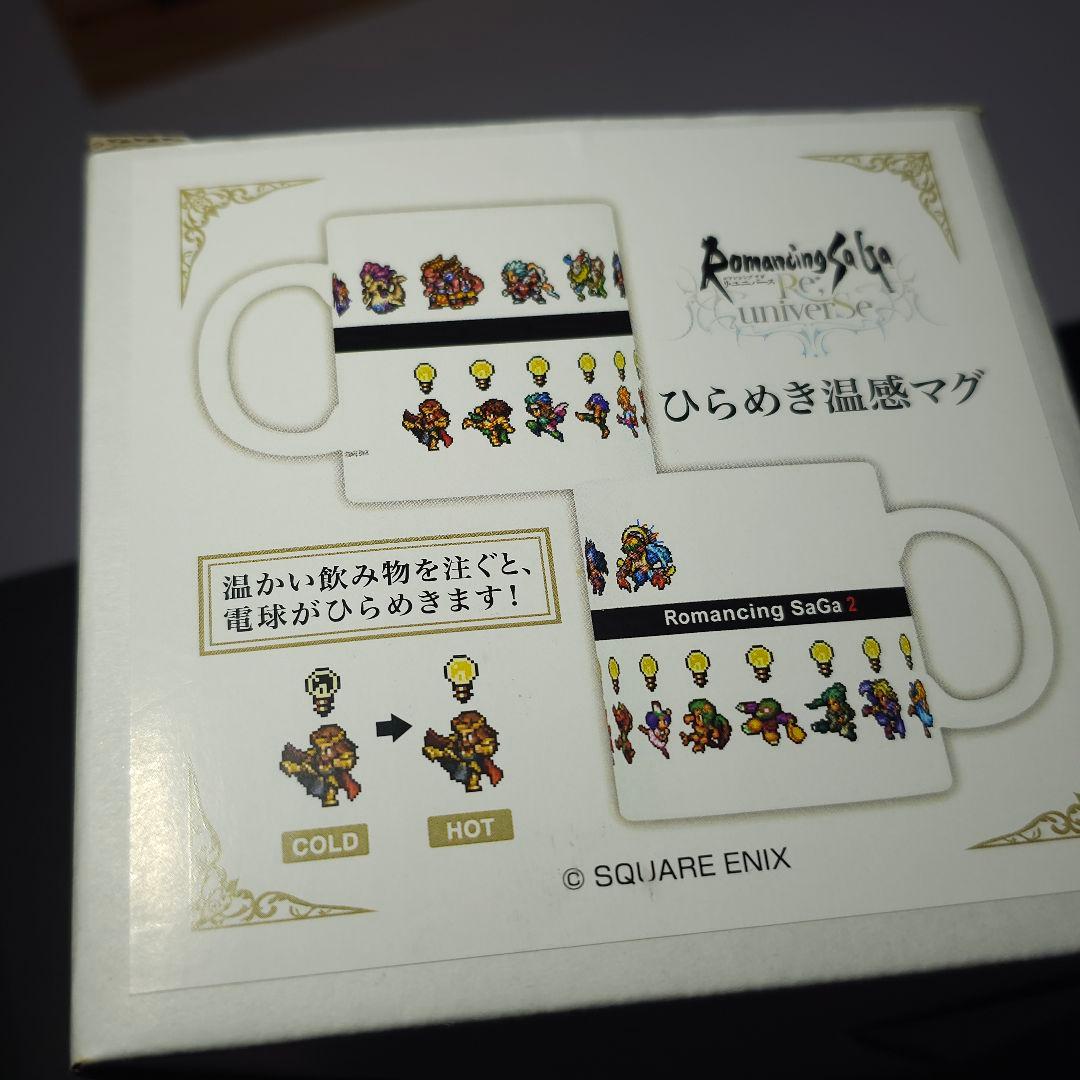 Romancing SaGa
Re;
univerSe
ひらめき温感マグ
Romancing SaGa 2
温かい飲み物を注ぐと、
電球がひらめきます！
COLD
HOT
© SQUARE ENIX